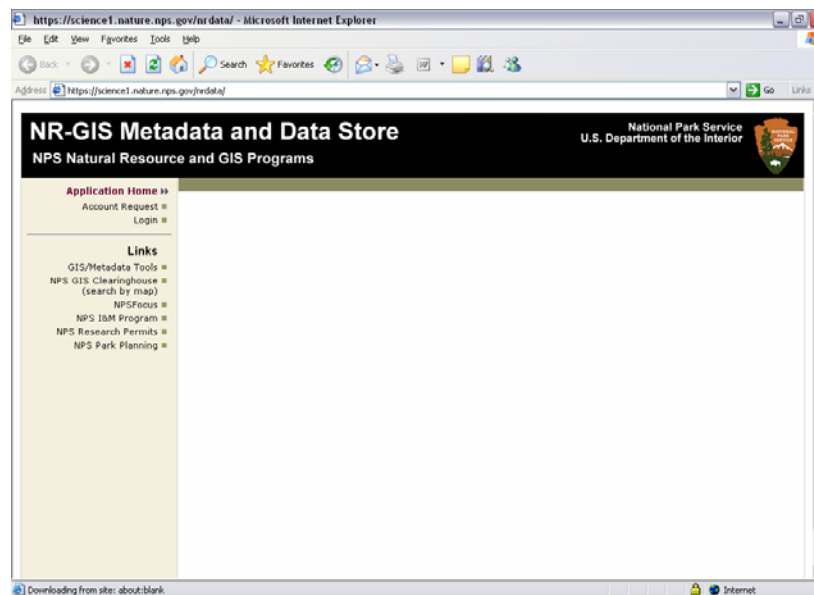 https://science1.nature.nps.gov/nrdata/ - Microsoft Internet Explorer
File Edit View Favorites Tools Help
Back Search Favorites
Address https://science1.nature.nps.gov/nrdata/ Go Links
NR-GIS Metadata and Data Store
NPS Natural Resource and GIS Programs
National Park Service
U.S. Department of the Interior
Application Home
Account Request
Login
Links
GIS/Metadata Tools
NPS GIS Clearinghouse
(search by map)
NPSFocus
NPS I&M Program
NPS Research Permits
NPS Park Planning
Downloading from site: about:blank Internet